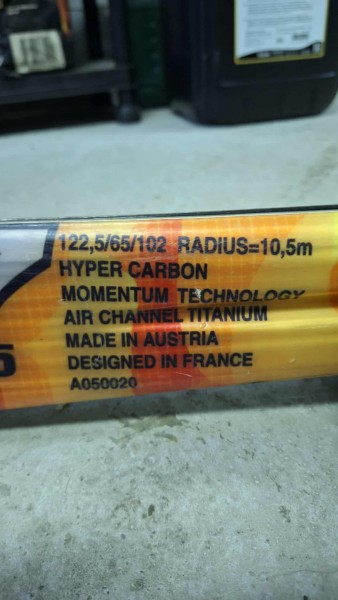 122,5/65/102 RADIUS=10,5m
HYPER CARBON
MOMENTUM TECHNOLOGY
AIR CHANNEL TITANIUM
MADE IN AUSTRIA
5 DESIGNED IN FRANCE
A050020